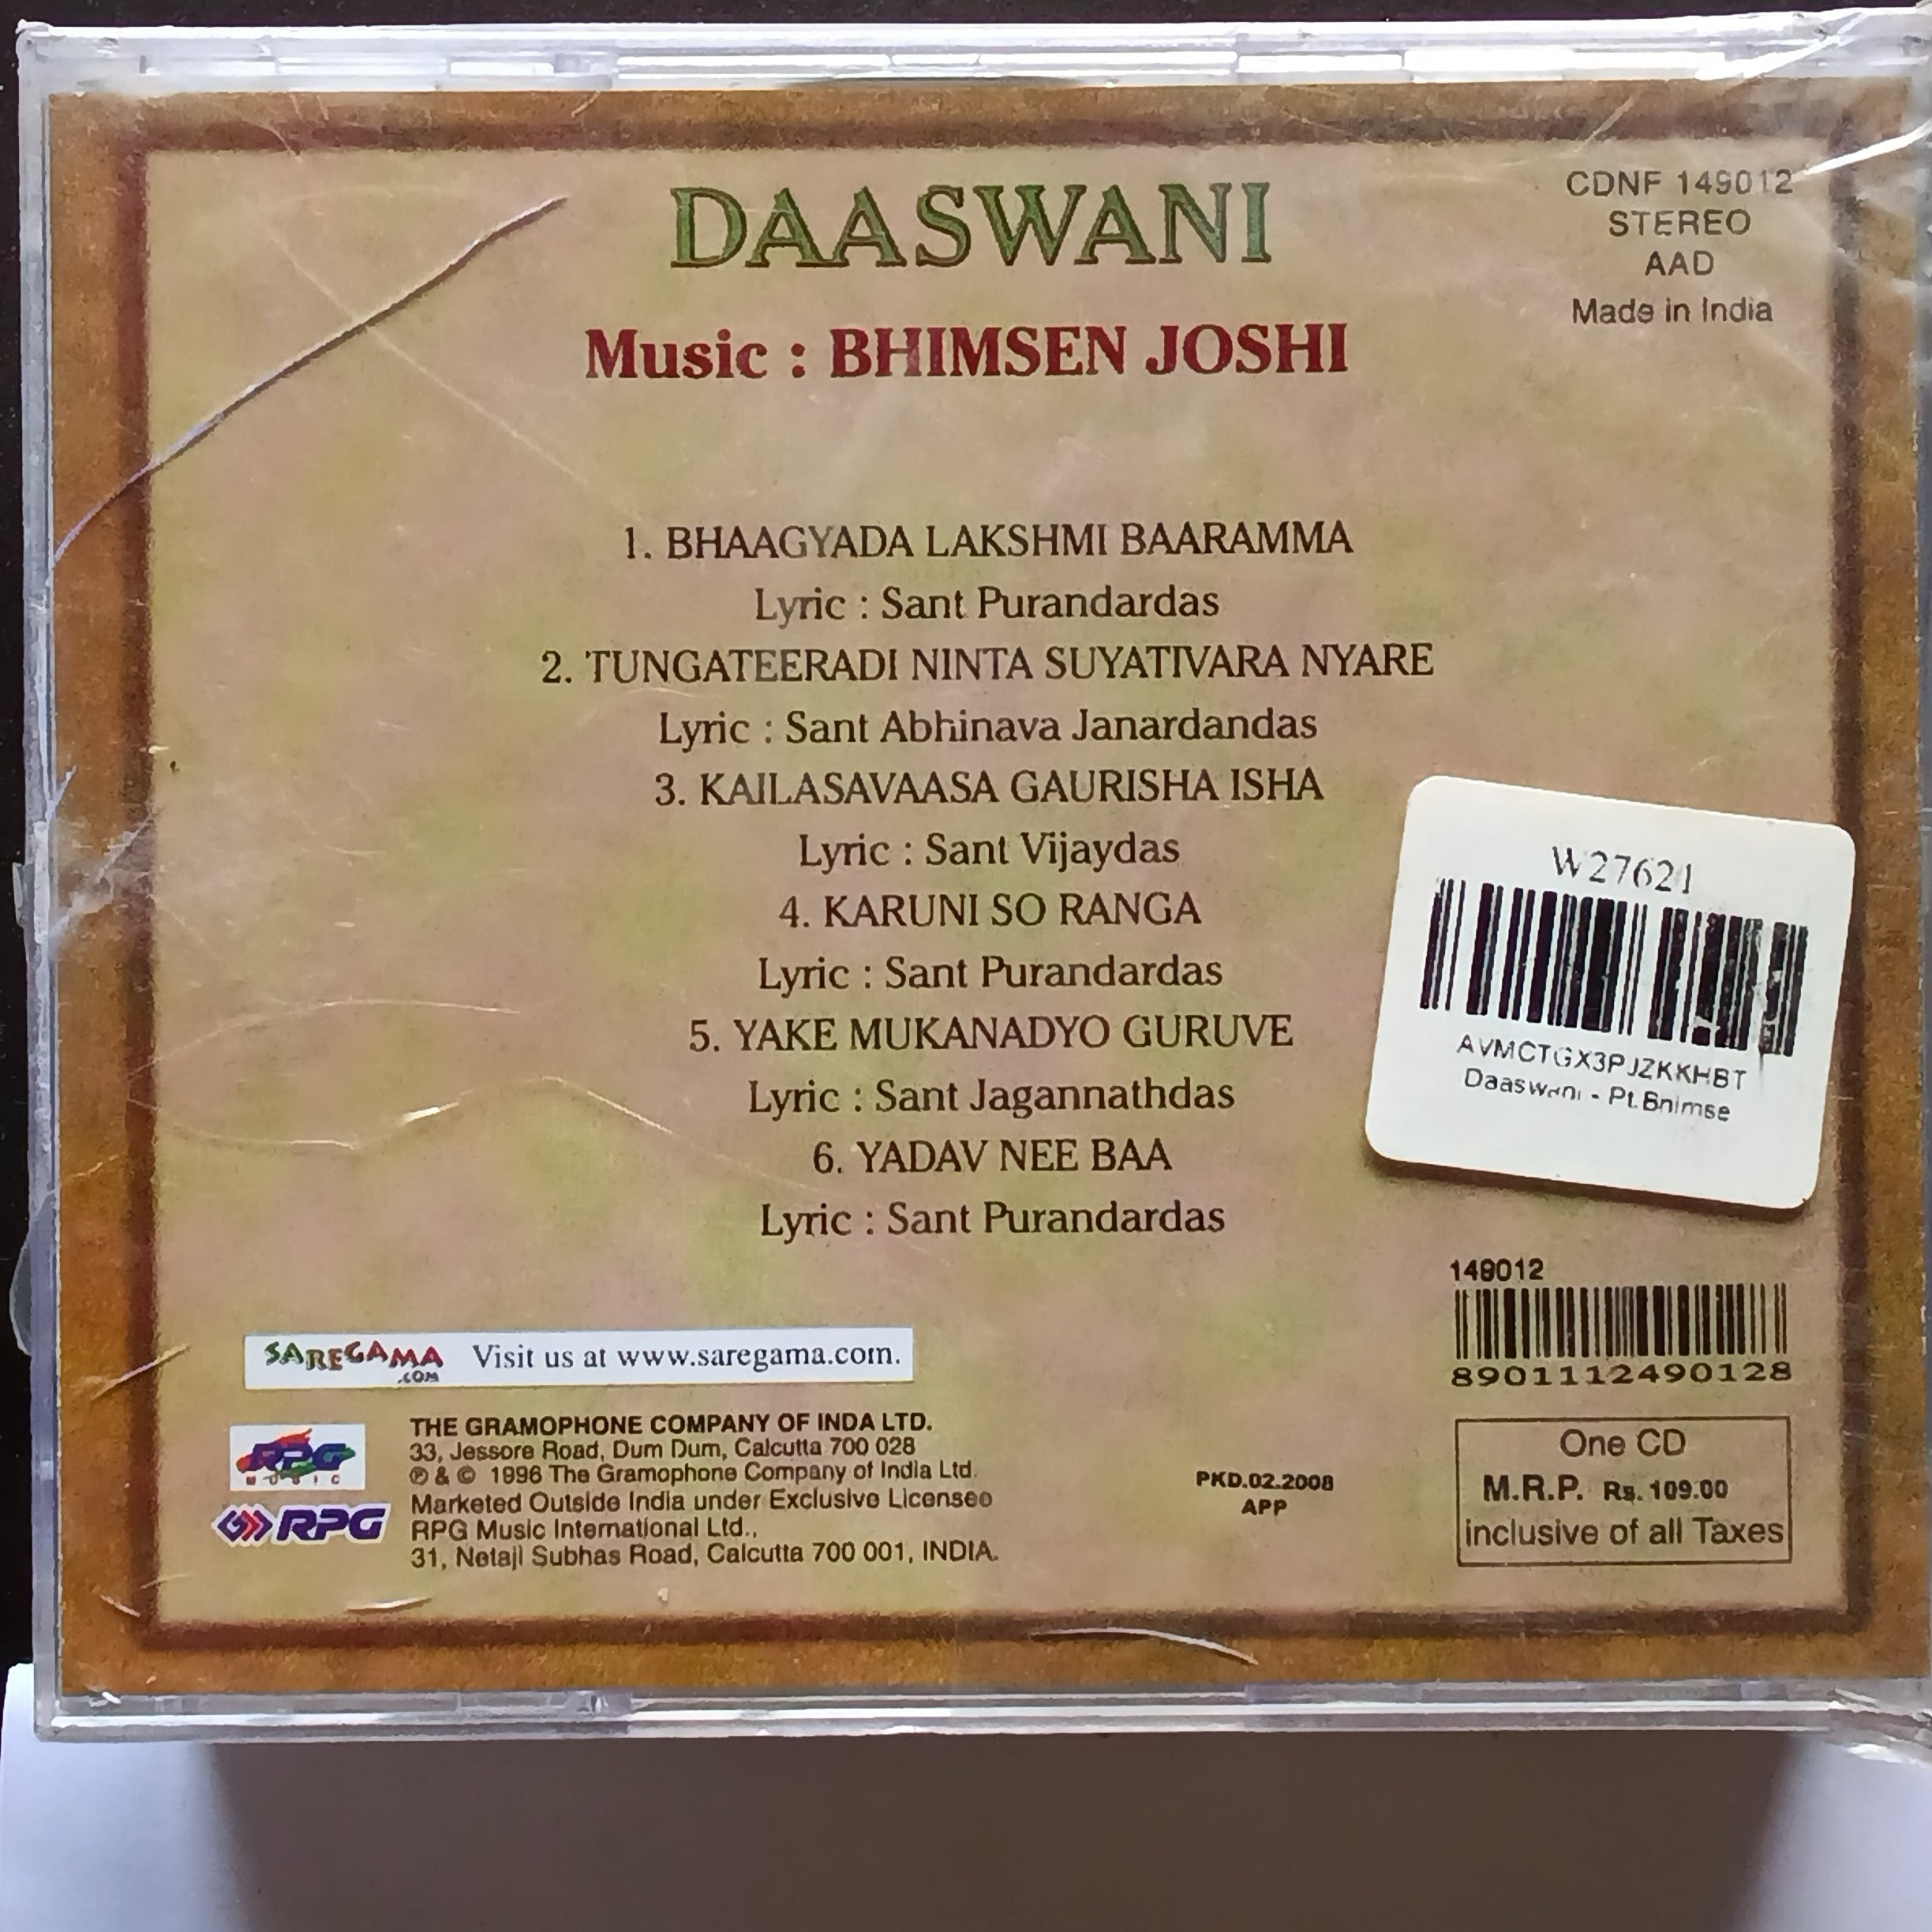 DAASWANI
Music : BHIMSEN JOSHI
CDNF 149012
STEREO
AAD
Made in India
1. BHAAGYADA LAKSHMI BAARAMMA
Lyric : Sant Purandardas
2. TUNGATEERADI NINTA SUYATIVARA NYARE
Lyric : Sant Abhinava Janardandas
3. KAILASAVAASA GAURISHA ISHA
Lyric : Sant Vijaydas
4. KARUNI SO RANGA
Lyric : Sant Purandardas
5. YAKE MUKANADYO GURUVE
Lyric : Sant Jagannathdas
6. YADAV NEE BAA
Lyric : Sant Purandardas
W27621
AVMCTGX3PJZKKHBT
Daaswani - Pt.Bhimse
149012
8901112490128
SAREGAMA
.COM
Visit us at www.saregama.com.
RPG
MUSIC
RPG
THE GRAMOPHONE COMPANY OF INDA LTD.
33, Jessore Road, Dum Dum, Calcutta 700 028
℗ & © 1996 The Gramophone Company of India Ltd.
Marketed Outside India under Exclusive Licensee
RPG Music International Ltd.,
31, Netaji Subhas Road, Calcutta 700 001, INDIA.
PKD.02.2008
APP
One CD
M.R.P. Rs. 109.00
inclusive of all Taxes